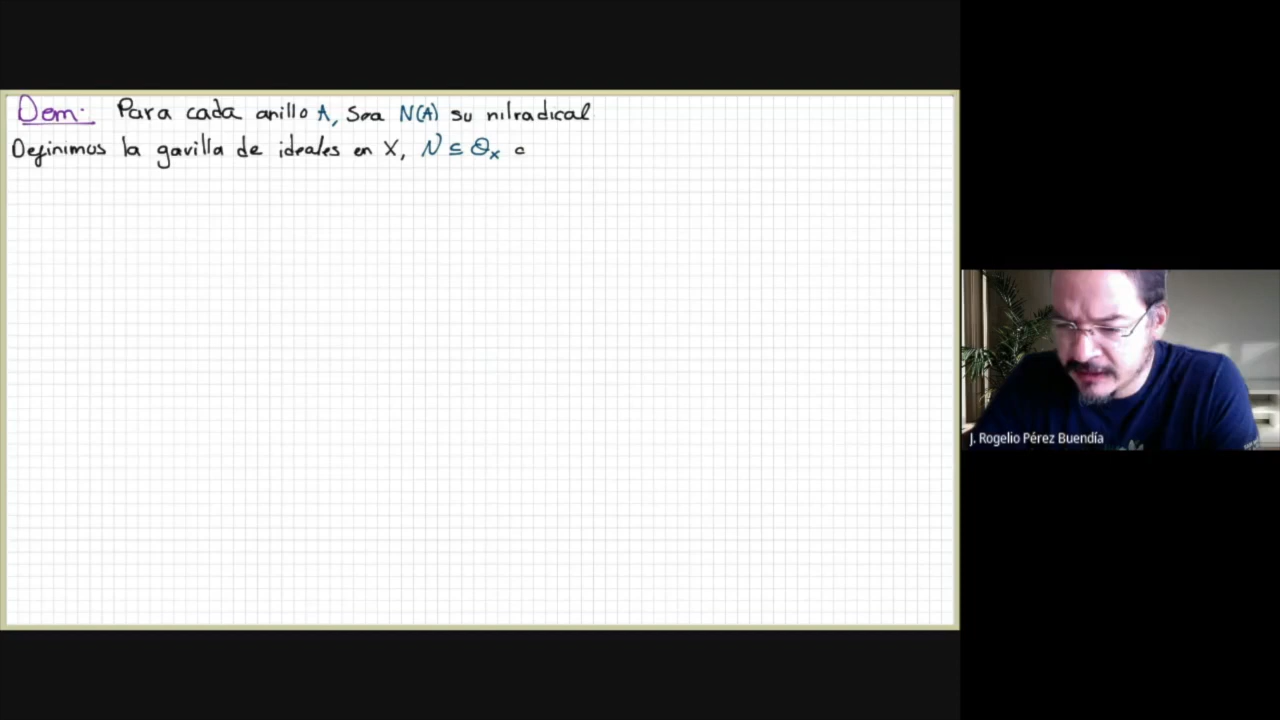 Dem: Para cada anillo A, Sea N(A) su nilradical
Definimos la gavilla de ideales en X, N ⊆ O_X c
J. Rogelio Pérez Buendía